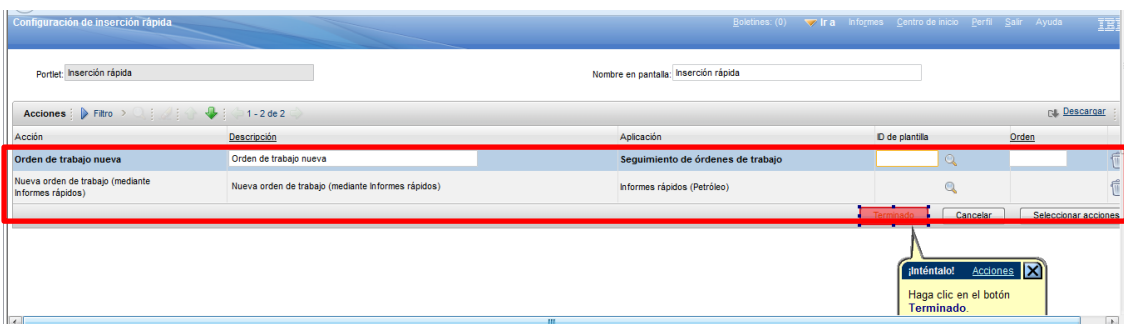 Configuración de inserción rápida
Boletines: (0) Ir a Informes Centro de inicio Perfil Salir Ayuda
Portlet: Inserción rápida Nombre en pantalla: Inserción rápida
Acciones Filtro 1 - 2 de 2 Descargar
Acción Descripción Aplicación ID de plantilla Orden
Orden de trabajo nueva Orden de trabajo nueva Seguimiento de órdenes de trabajo
Nueva orden de trabajo (mediante
Informes rápidos) Nueva orden de trabajo (mediante Informes rápidos) Informes rápidos (Petróleo)
Terminado Cancelar Seleccionar acciones
¡Inténtalo! Acciones X
Haga clic en el botón
Terminado.